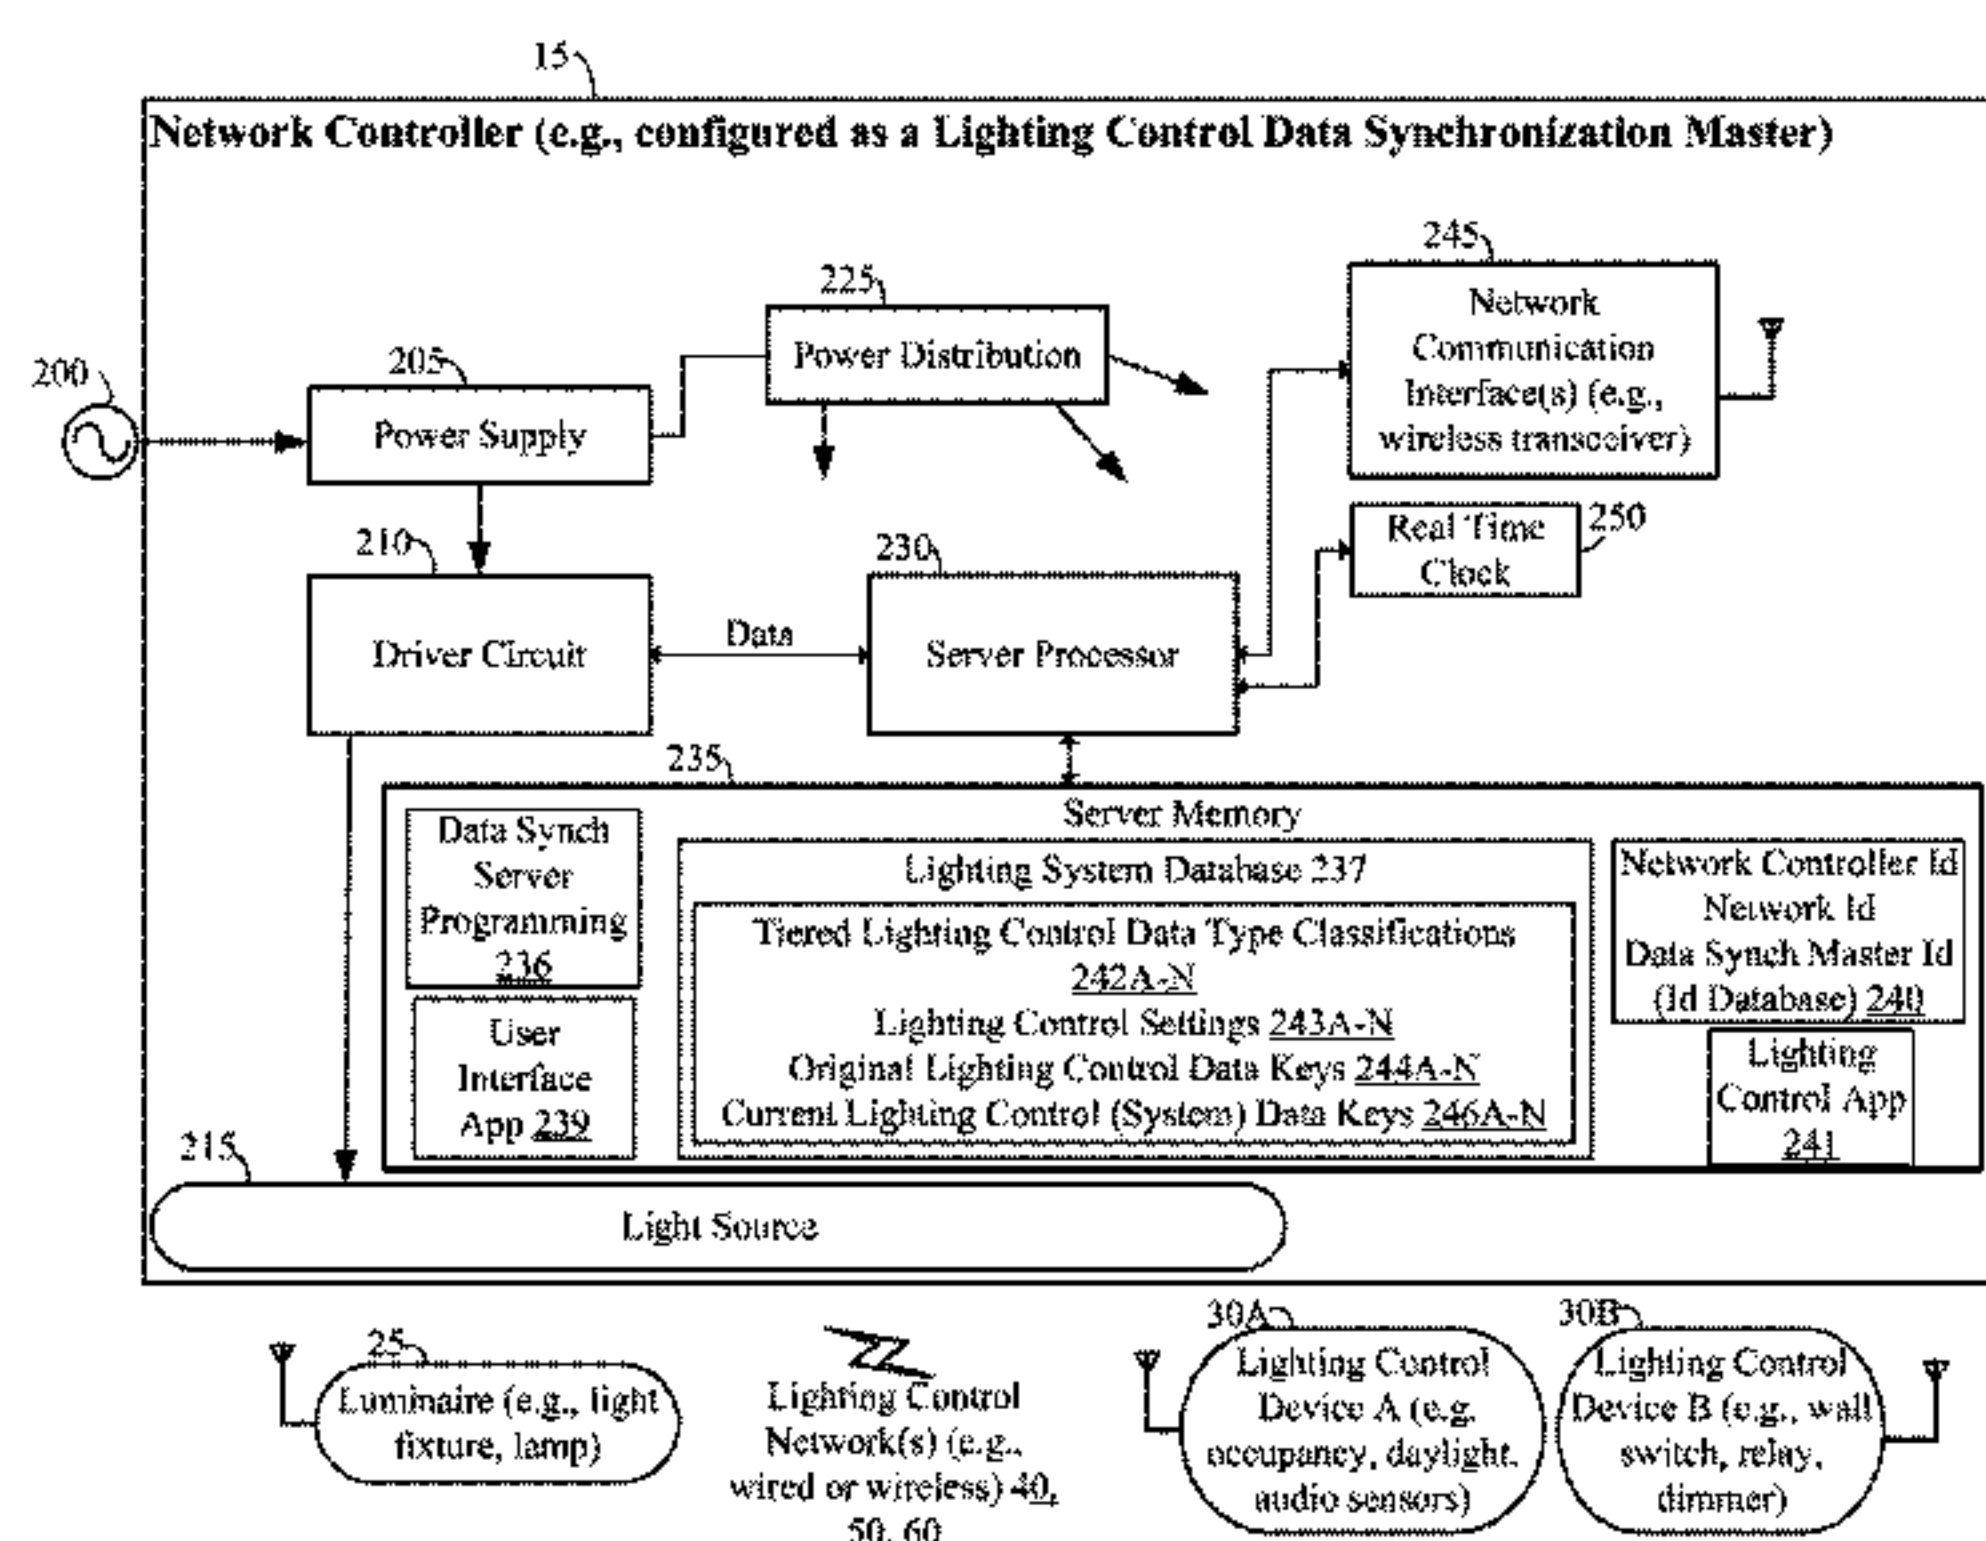 15
Network Controller (e.g., configured as a Lighting Control Data Synchronization Master)
245
225
Network
Communication
Interface(s) (e.g.,
wireless transceiver)
Power Distribution
200
205
Power Supply
250
Real Time
Clock
210
230
Driver Circuit
Data
Server Processor
235
Server Memory
Data Synch
Server
Programming
236
User
Interface
App 239
Lighting System Database 237
Tiered Lighting Control Data Type Classifications
242A-N
Lighting Control Settings 243A-N
Original Lighting Control Data Keys 244A-N
Current Lighting Control (System) Data Keys 246A-N
Network Controller Id
Network Id
Data Synch Master Id
(Id Database) 240
Lighting
Control App
241
215
Light Source
25
Luminaire (e.g., light
fixture, lamp)
Lighting Control
Network(s) (e.g.,
wired or wireless) 40,
50, 60
30A
Lighting Control
Device A (e.g.
occupancy, daylight,
audio sensors)
30B
Lighting Control
Device B (e.g., wall
switch, relay,
dimmer)